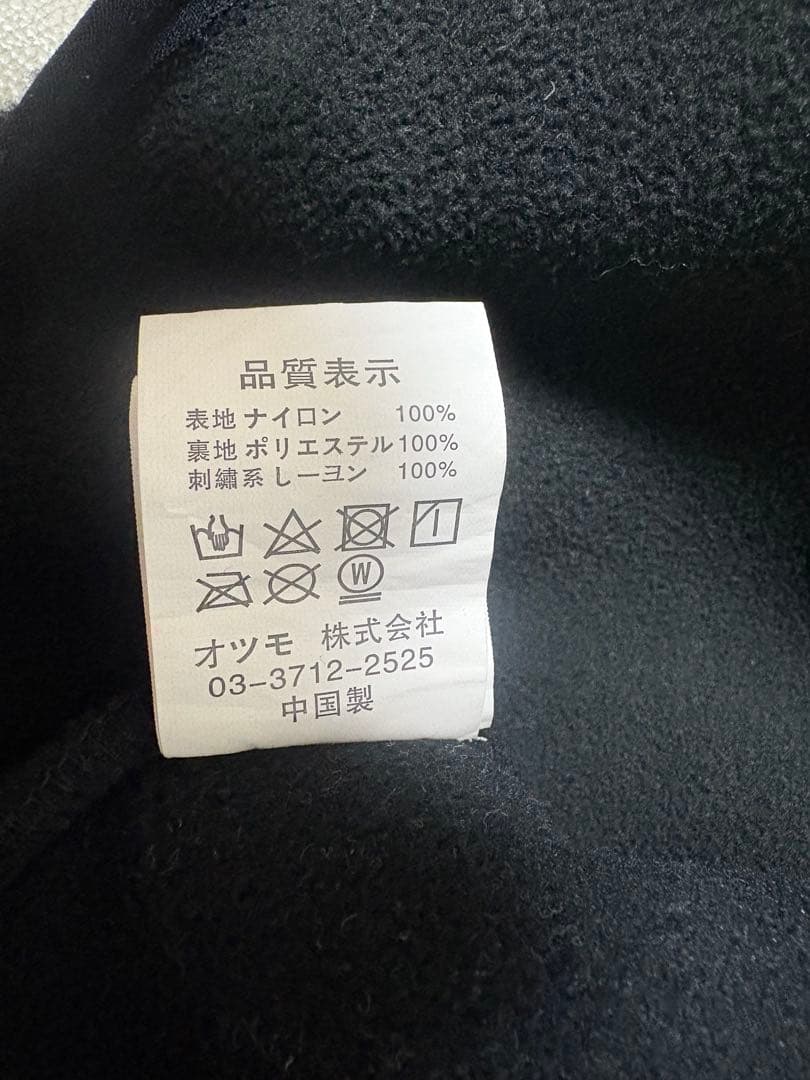 品質表示
表地 ナイロン 100%
裏地 ポリエステル 100%
刺繍系 しーヨン 100%
W
オツモ 株式会社
03-3712-2525
中国製